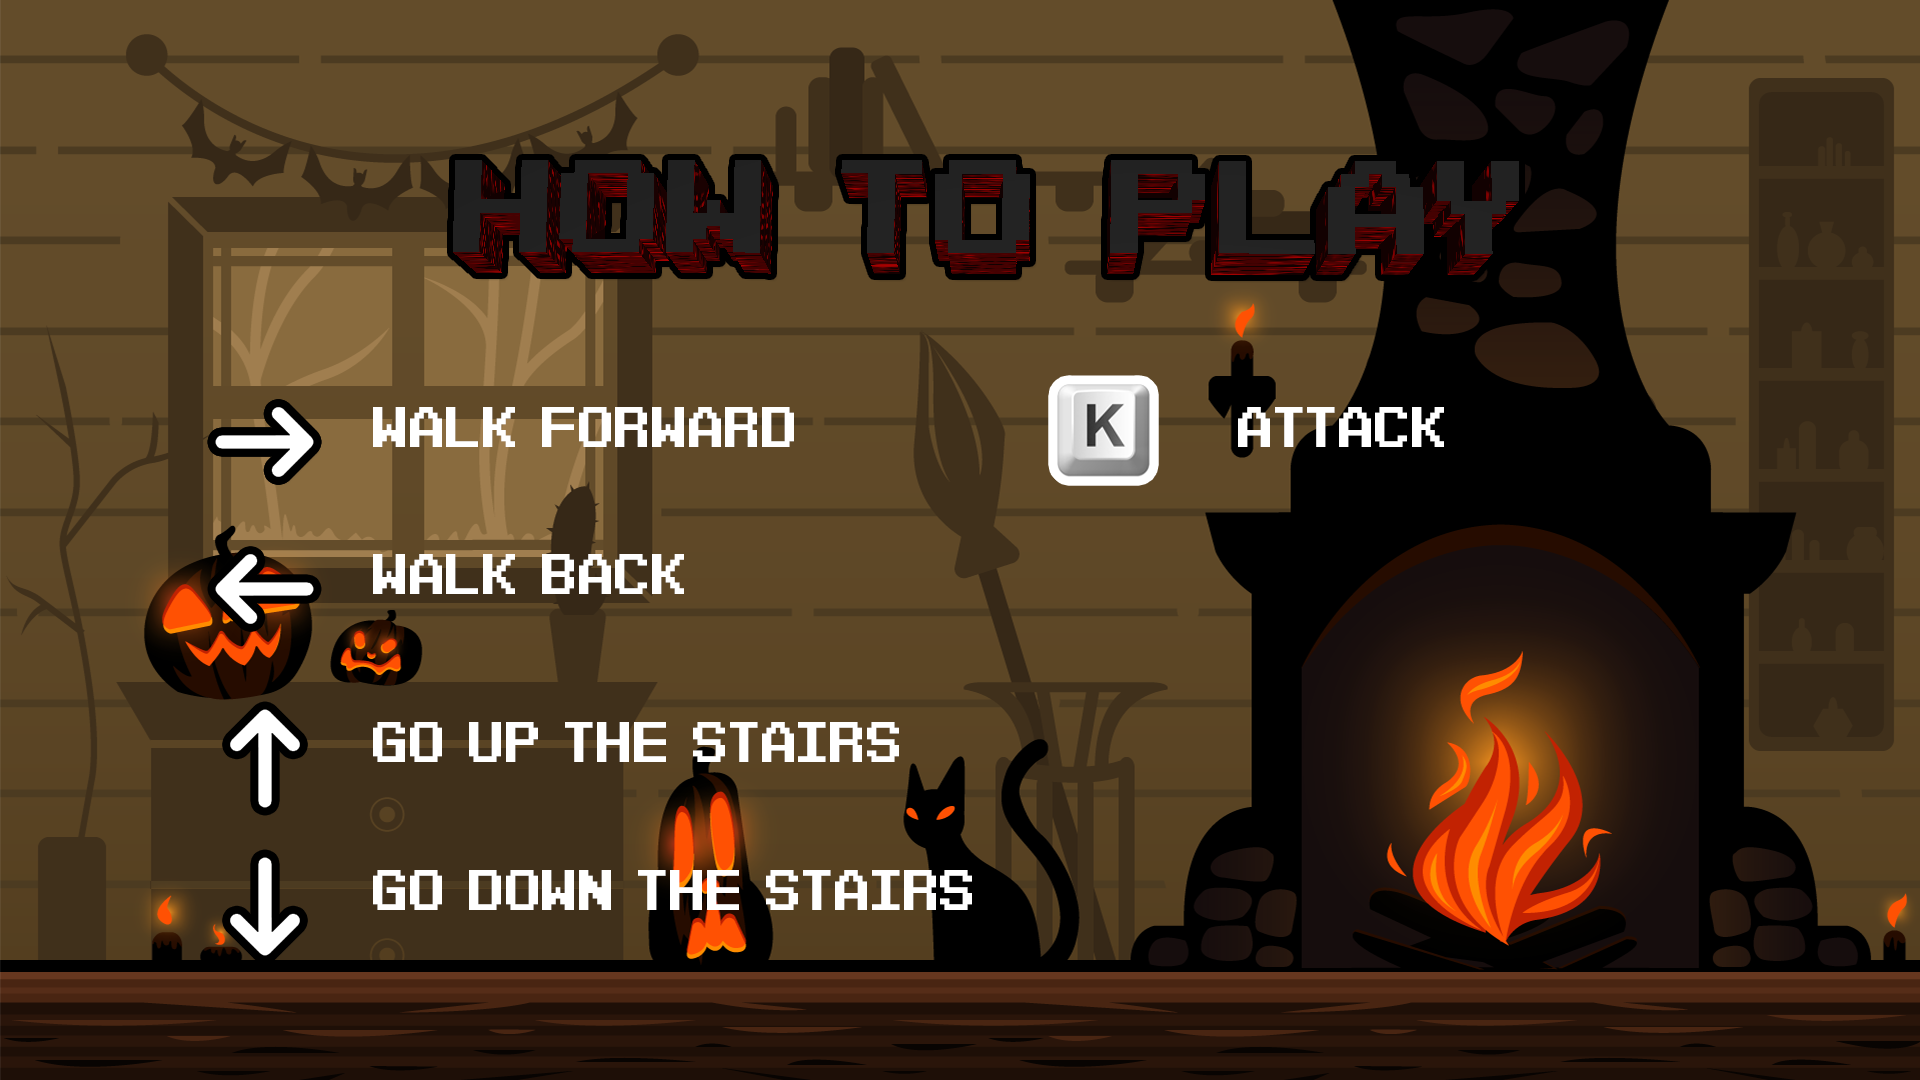 HOW TO PLAY
WALK FORWARD
K ATTACK
WALK BACK
GO UP THE STAIRS
GO DOWN THE STAIRS